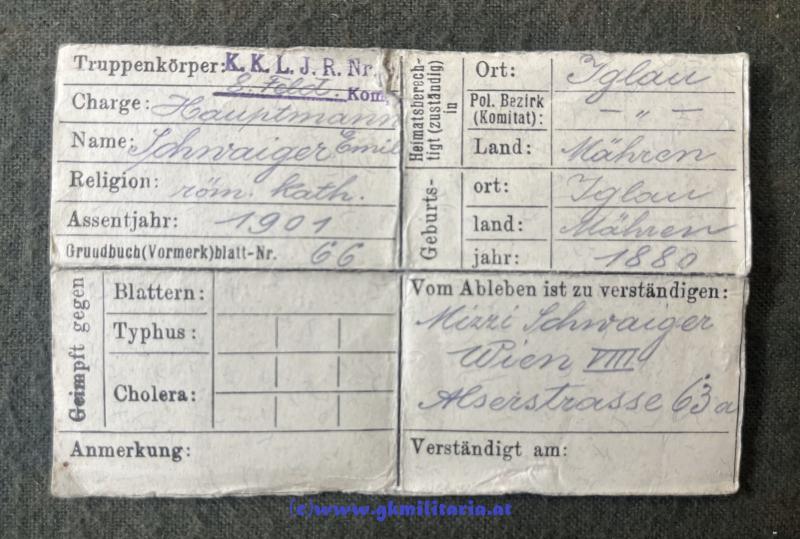 Truppenkörper: K. K. L. J. R. Nr.
Feld. Kom.
Charge: Hauptmann
Name: Schwaiger Emil
Religion: röm. kath.
Assentjahr: 1901
Grundbuch(Vormerk)blatt-Nr. 66
Heimatsberech-
tigt (zuständig)
in
Ort: Iglau
Pol. Bezirk
(Komitat): — „ —
Land: Mähren
Geburts-
ort: Iglau
land: Mähren
jahr: 1880
Geimpft gegen
Blattern:
Typhus:
Cholera:
Anmerkung:
Vom Ableben ist zu verständigen:
Mizzi Schwaiger
Wien VIII
Alserstrasse 63a
Verständigt am:
(c)www.gkmilitaria.at